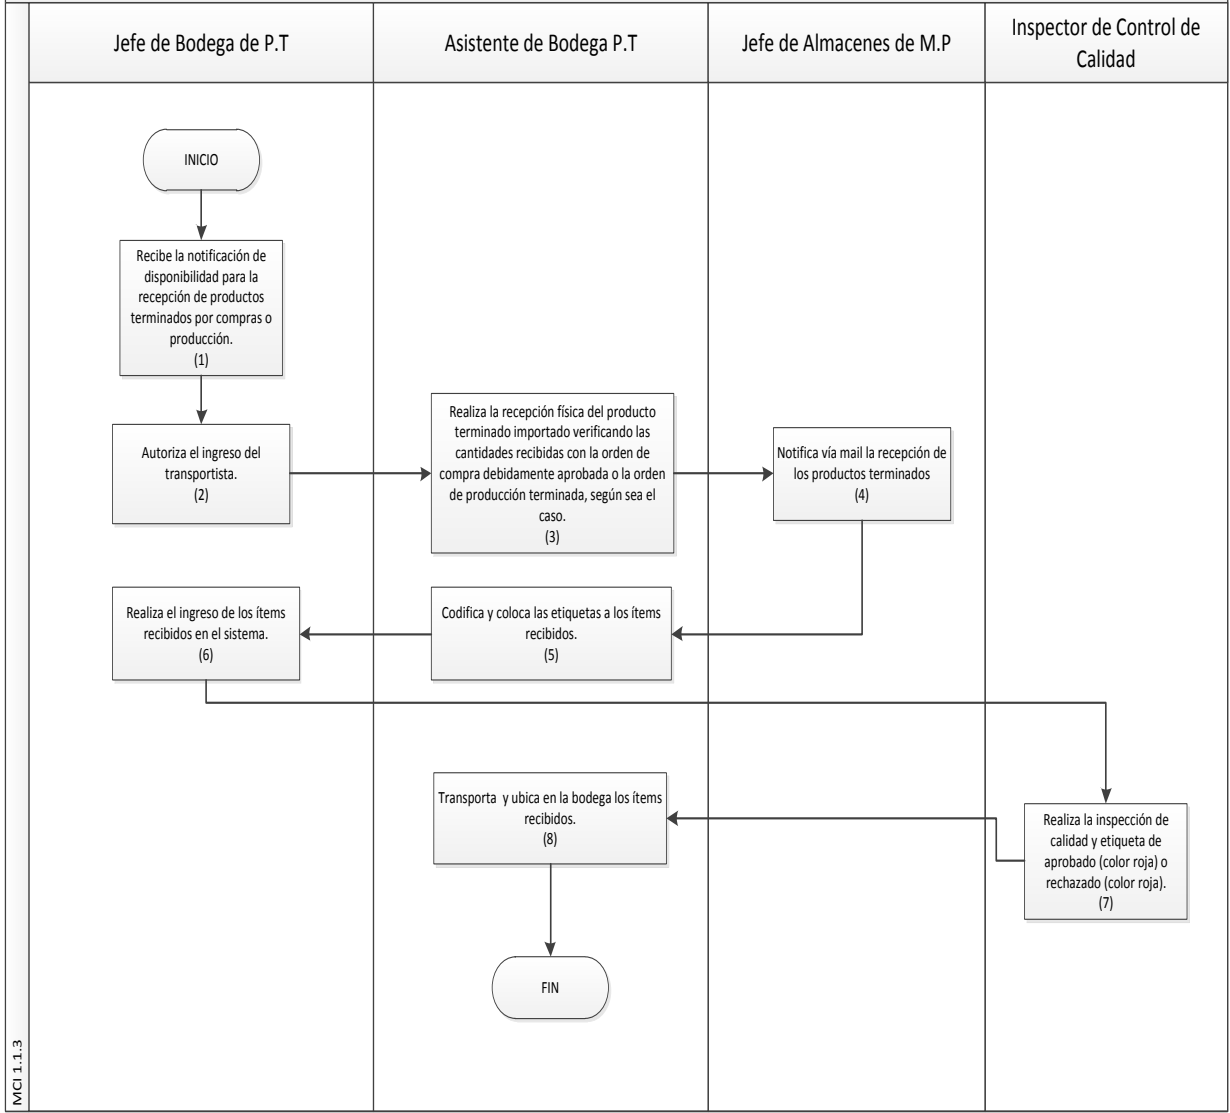 Jefe de Bodega de P.T
Asistente de Bodega P.T
Jefe de Almacenes de M.P
Inspector de Control de
Calidad
INICIO
Recibe la notificación de
disponibilidad para la
recepción de productos
terminados por compras o
producción.
(1)
Autoriza el ingreso del
transportista.
(2)
Realiza la recepción física del producto
terminado importado verificando las
cantidades recibidas con la orden de
compra debidamente aprobada o la orden
de producción terminada, según sea el
caso.
(3)
Notifica vía mail la recepción de
los productos terminados
(4)
Codifica y coloca las etiquetas a los ítems
recibidos.
(5)
Realiza el ingreso de los ítems
recibidos en el sistema.
(6)
Realiza la inspección de
calidad y etiqueta de
aprobado (color roja) o
rechazado (color roja).
(7)
Transporta y ubica en la bodega los ítems
recibidos.
(8)
FIN
MCI 1.1.3